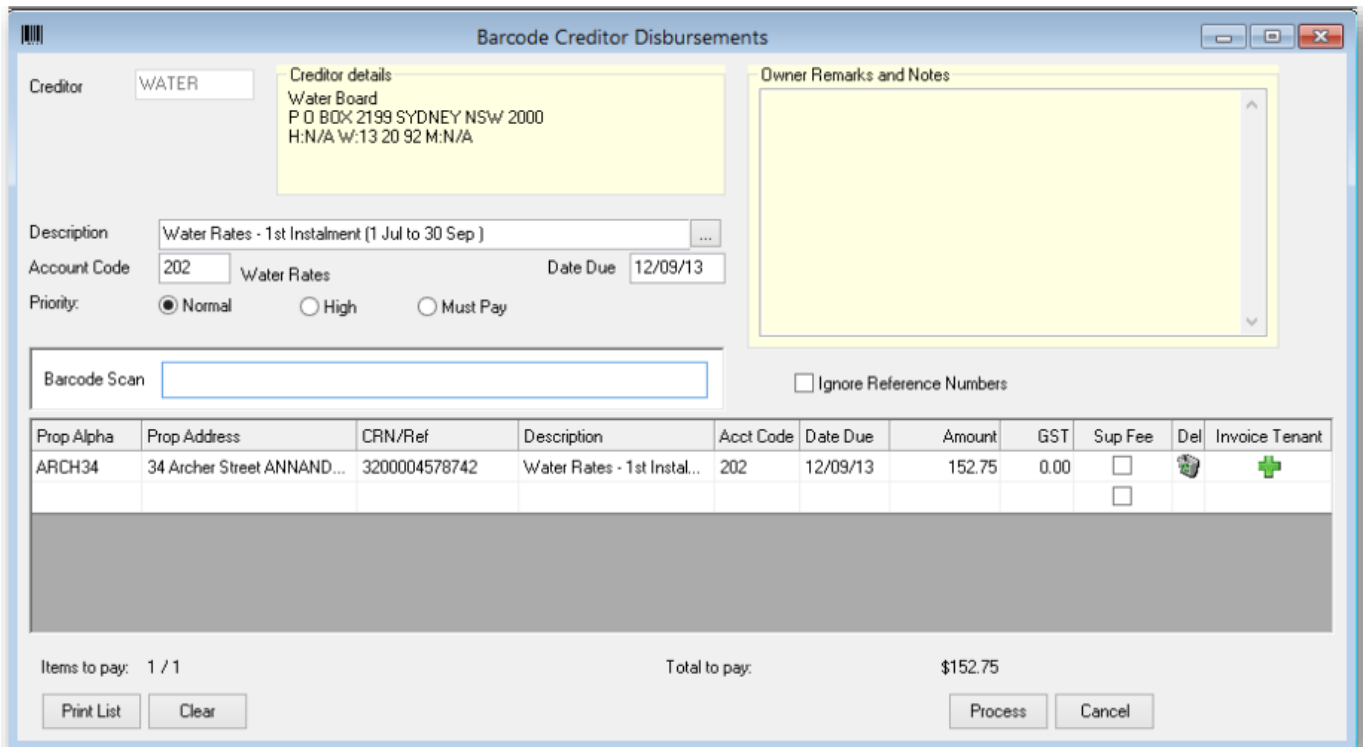 Barcode Creditor Disbursements
Creditor WATER
Creditor details
Water Board
P O BOX 2199 SYDNEY NSW 2000
H:N/A W:13 20 92 M:N/A
Owner Remarks and Notes
Description Water Rates - 1st Instalment (1 Jul to 30 Sep ) ...
Account Code 202 Water Rates Date Due 12/09/13
Priority: Normal High Must Pay
Barcode Scan
Ignore Reference Numbers
Prop Alpha Prop Address CRN/Ref Description Acct Code Date Due Amount GST Sup Fee Del Invoice Tenant
ARCH34 34 Archer Street ANNAND... 3200004578742 Water Rates - 1st Instal... 202 12/09/13 152.75 0.00
Items to pay: 1 / 1 Total to pay: $152.75
Print List Clear Process Cancel